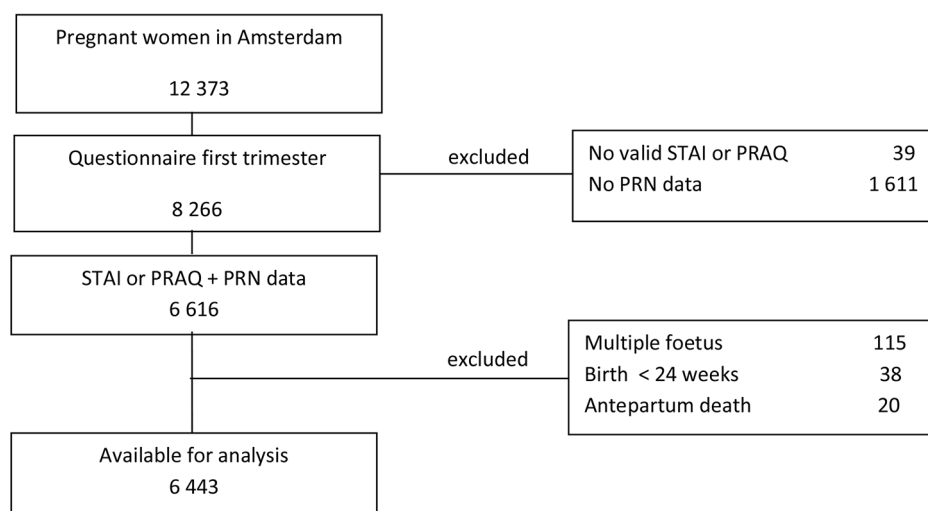 Pregnant women in Amsterdam
12 373
Questionnaire first trimester
8 266
excluded
No valid STAI or PRAQ 39
No PRN data 1 611
STAI or PRAQ + PRN data
6 616
excluded
Multiple foetus 115
Birth < 24 weeks 38
Antepartum death 20
Available for analysis
6 443